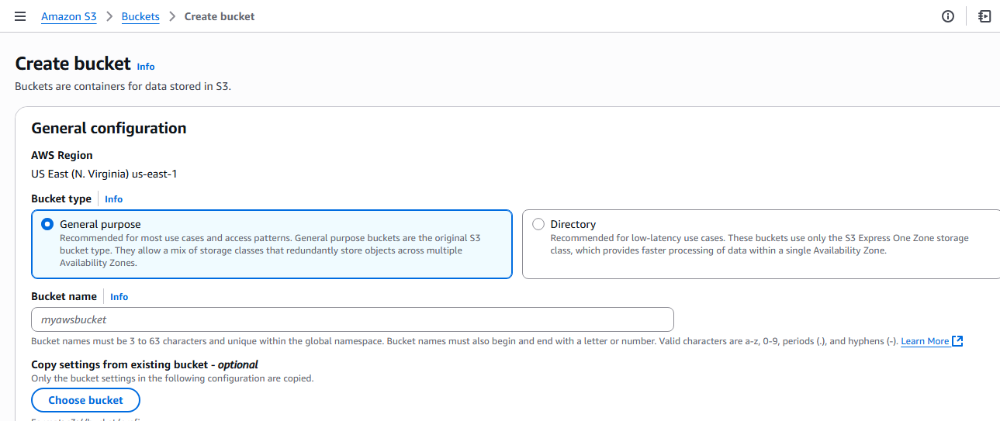 Amazon S3 > Buckets > Create bucket
Create bucket Info
Buckets are containers for data stored in S3.
General configuration
AWS Region
US East (N. Virginia) us-east-1
Bucket type Info
General purpose
Recommended for most use cases and access patterns. General purpose buckets are the original S3
bucket type. They allow a mix of storage classes that redundantly store objects across multiple
Availability Zones.
Directory
Recommended for low-latency use cases. These buckets use only the S3 Express One Zone storage
class, which provides faster processing of data within a single Availability Zone.
Bucket name Info
myawsbucket
Bucket names must be 3 to 63 characters and unique within the global namespace. Bucket names must also begin and end with a letter or number. Valid characters are a-z, 0-9, periods (.), and hyphens (-). Learn More
Copy settings from existing bucket - optional
Only the bucket settings in the following configuration are copied.
Choose bucket